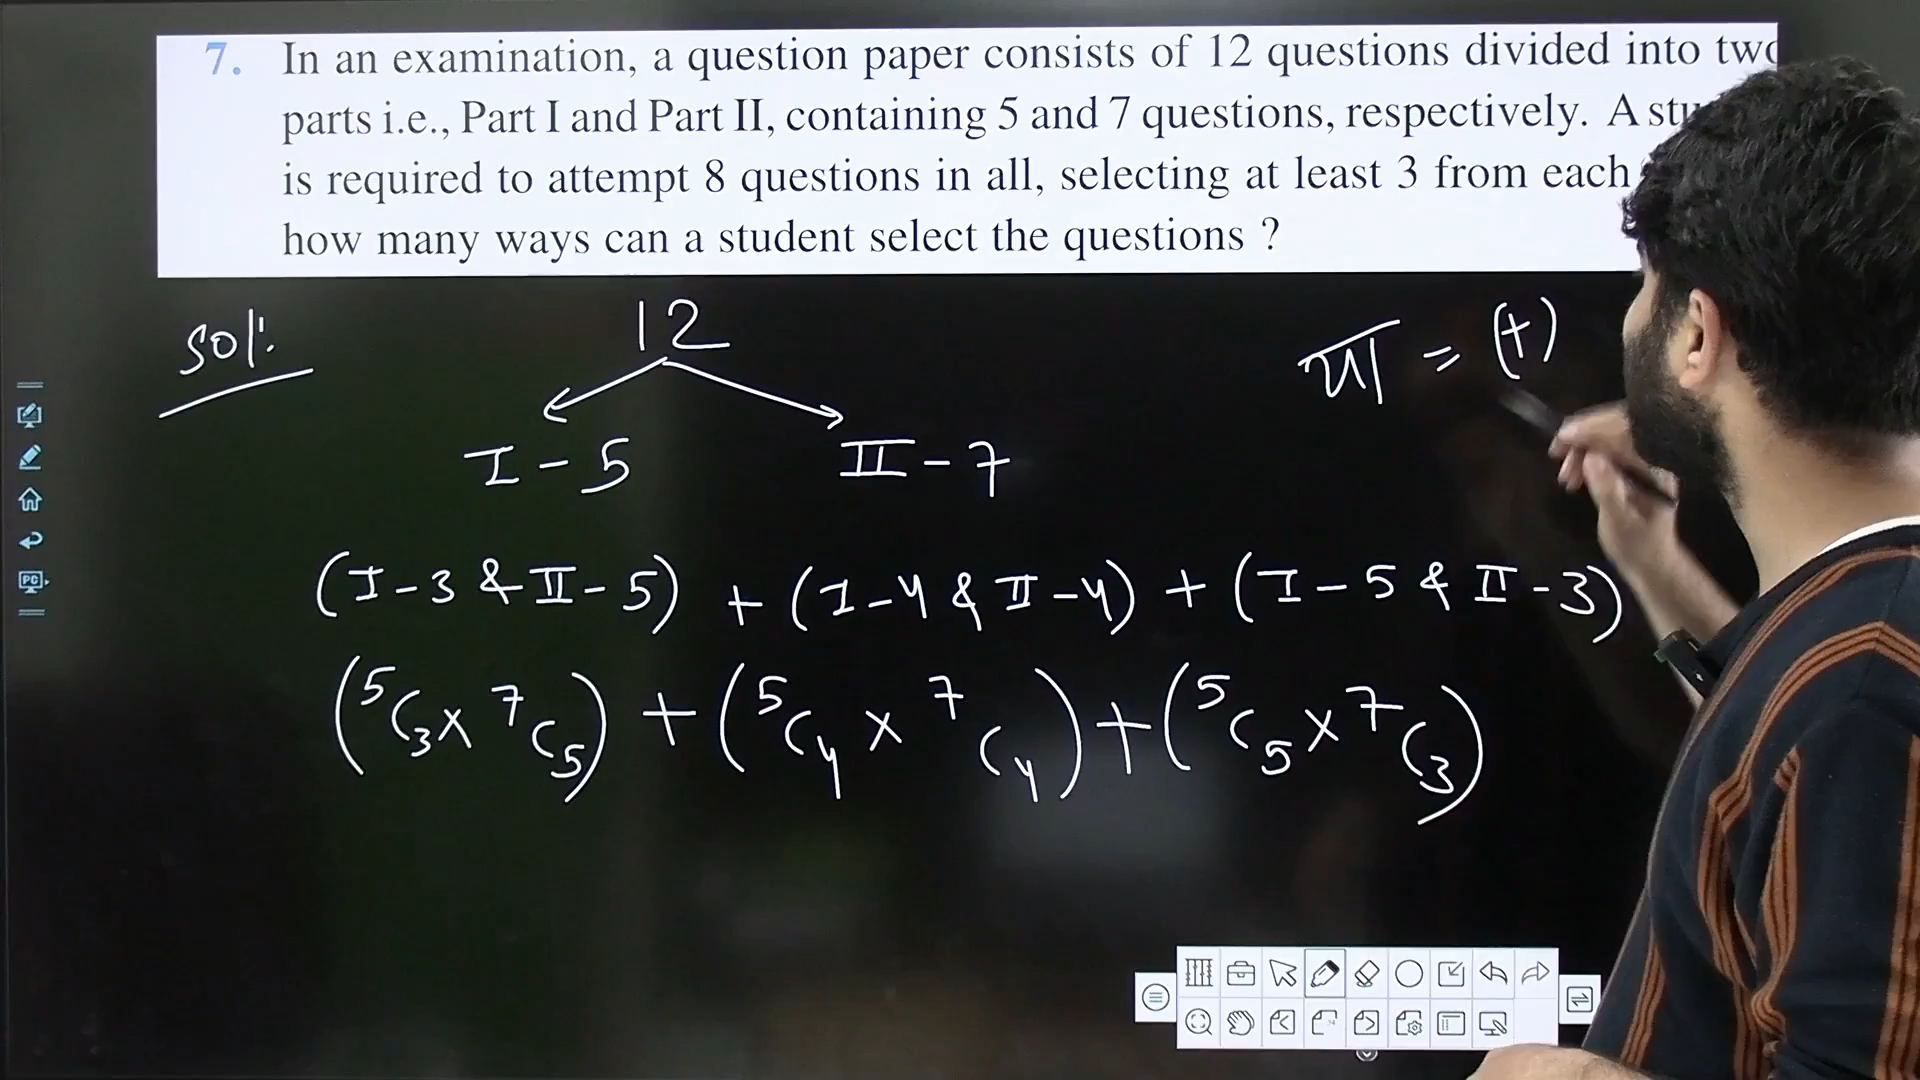 7. In an examination, a question paper consists of 12 questions divided into two
parts i.e., Part I and Part II, containing 5 and 7 questions, respectively. A stu
is required to attempt 8 questions in all, selecting at least 3 from each
how many ways can a student select the questions ?
Sol:
12
या = (+)
I - 5 II - 7
(I - 3 & II - 5) + (I - 4 & II - 4) + (I - 5 & II - 3)
(⁵C₃ × ⁷C₅) + (⁵C₄ × ⁷C₄) + (⁵C₅ × ⁷C₃)
PC